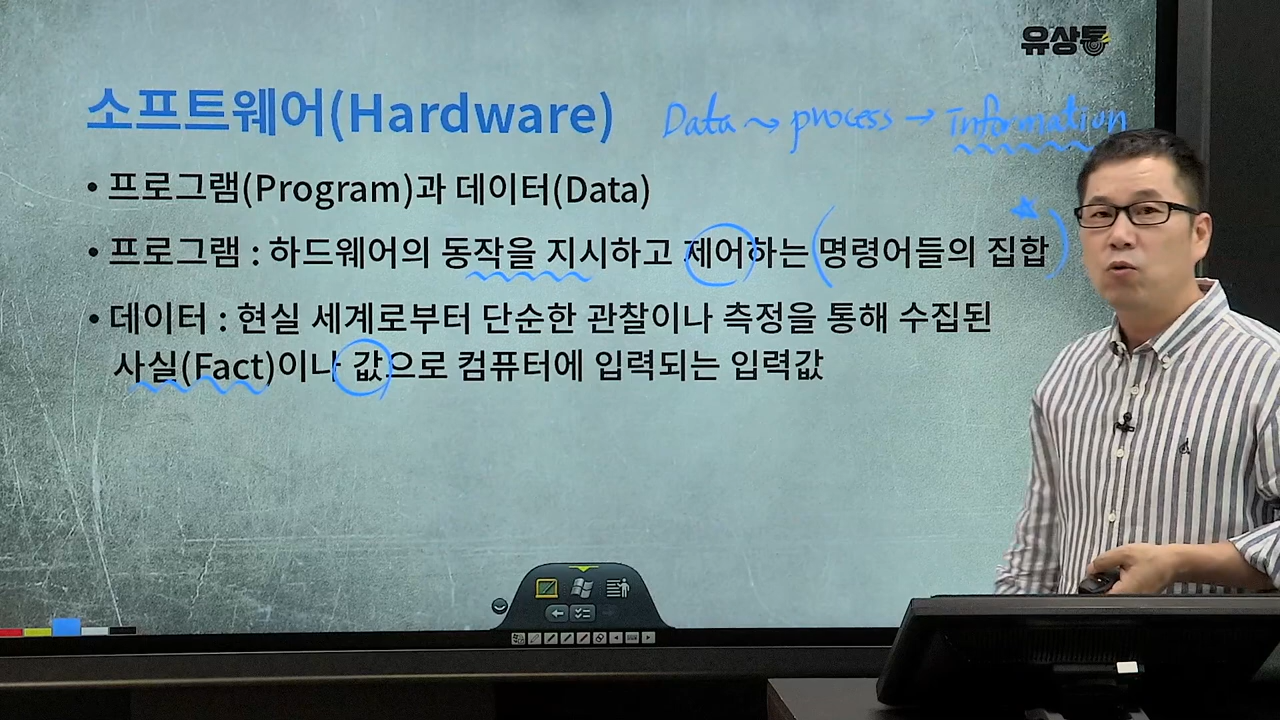 유상통
소프트웨어(Hardware)
Data → process → Information
• 프로그램(Program)과 데이터(Data)
• 프로그램 : 하드웨어의 동작을 지시하고 제어하는 명령어들의 집합
• 데이터 : 현실 세계로부터 단순한 관찰이나 측정을 통해 수집된
사실(Fact)이나 값으로 컴퓨터에 입력되는 입력값